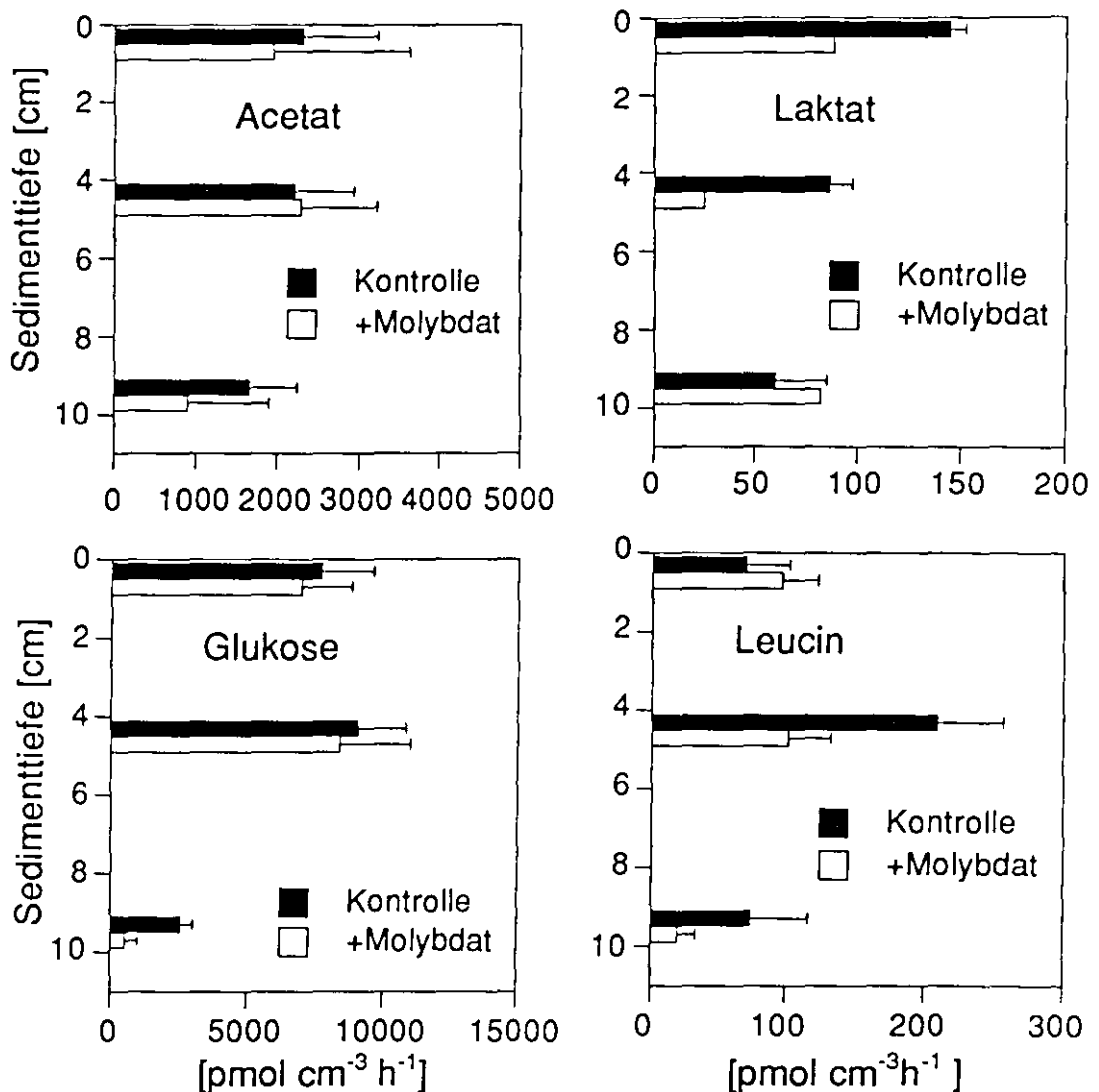 Sedimenttiefe [cm]
0
2
4
6
8
10
Acetat
Kontrolle
+Molybdat
0 1000 2000 3000 4000 5000
0
2
4
6
8
10
Laktat
Kontrolle
+Molybdat
0 50 100 150 200
Sedimenttiefe [cm]
0
2
4
6
8
10
Glukose
Kontrolle
+Molybdat
0 5000 10000 15000
[pmol cm⁻³ h⁻¹]
0
2
4
6
8
10
Leucin
Kontrolle
+Molybdat
0 100 200 300
[pmol cm⁻³h⁻¹ ]